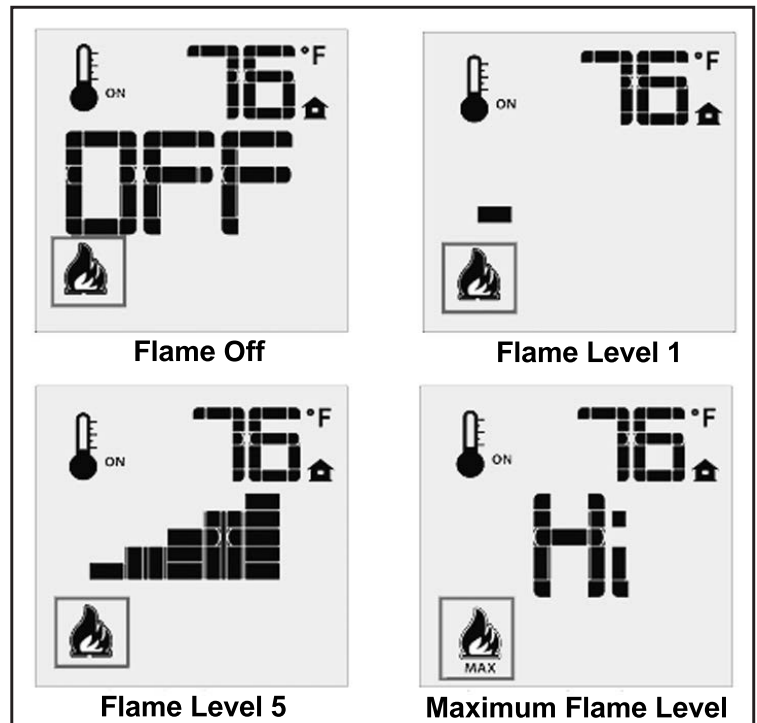 76 °F
ON
OFF
Flame Off
76 °F
ON
Flame Level 1
76 °F
ON
Flame Level 5
76 °F
ON
Hi
MAX
Maximum Flame Level